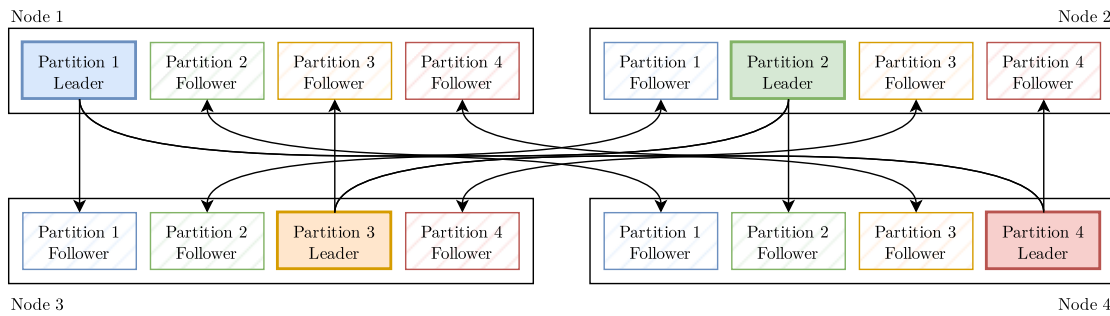 Node 1
Node 2
Partition 1
Leader
Partition 2
Follower
Partition 3
Follower
Partition 4
Follower
Partition 1
Follower
Partition 2
Leader
Partition 3
Follower
Partition 4
Follower
Partition 1
Follower
Partition 2
Follower
Partition 3
Leader
Partition 4
Follower
Partition 1
Follower
Partition 2
Follower
Partition 3
Follower
Partition 4
Leader
Node 3
Node 4